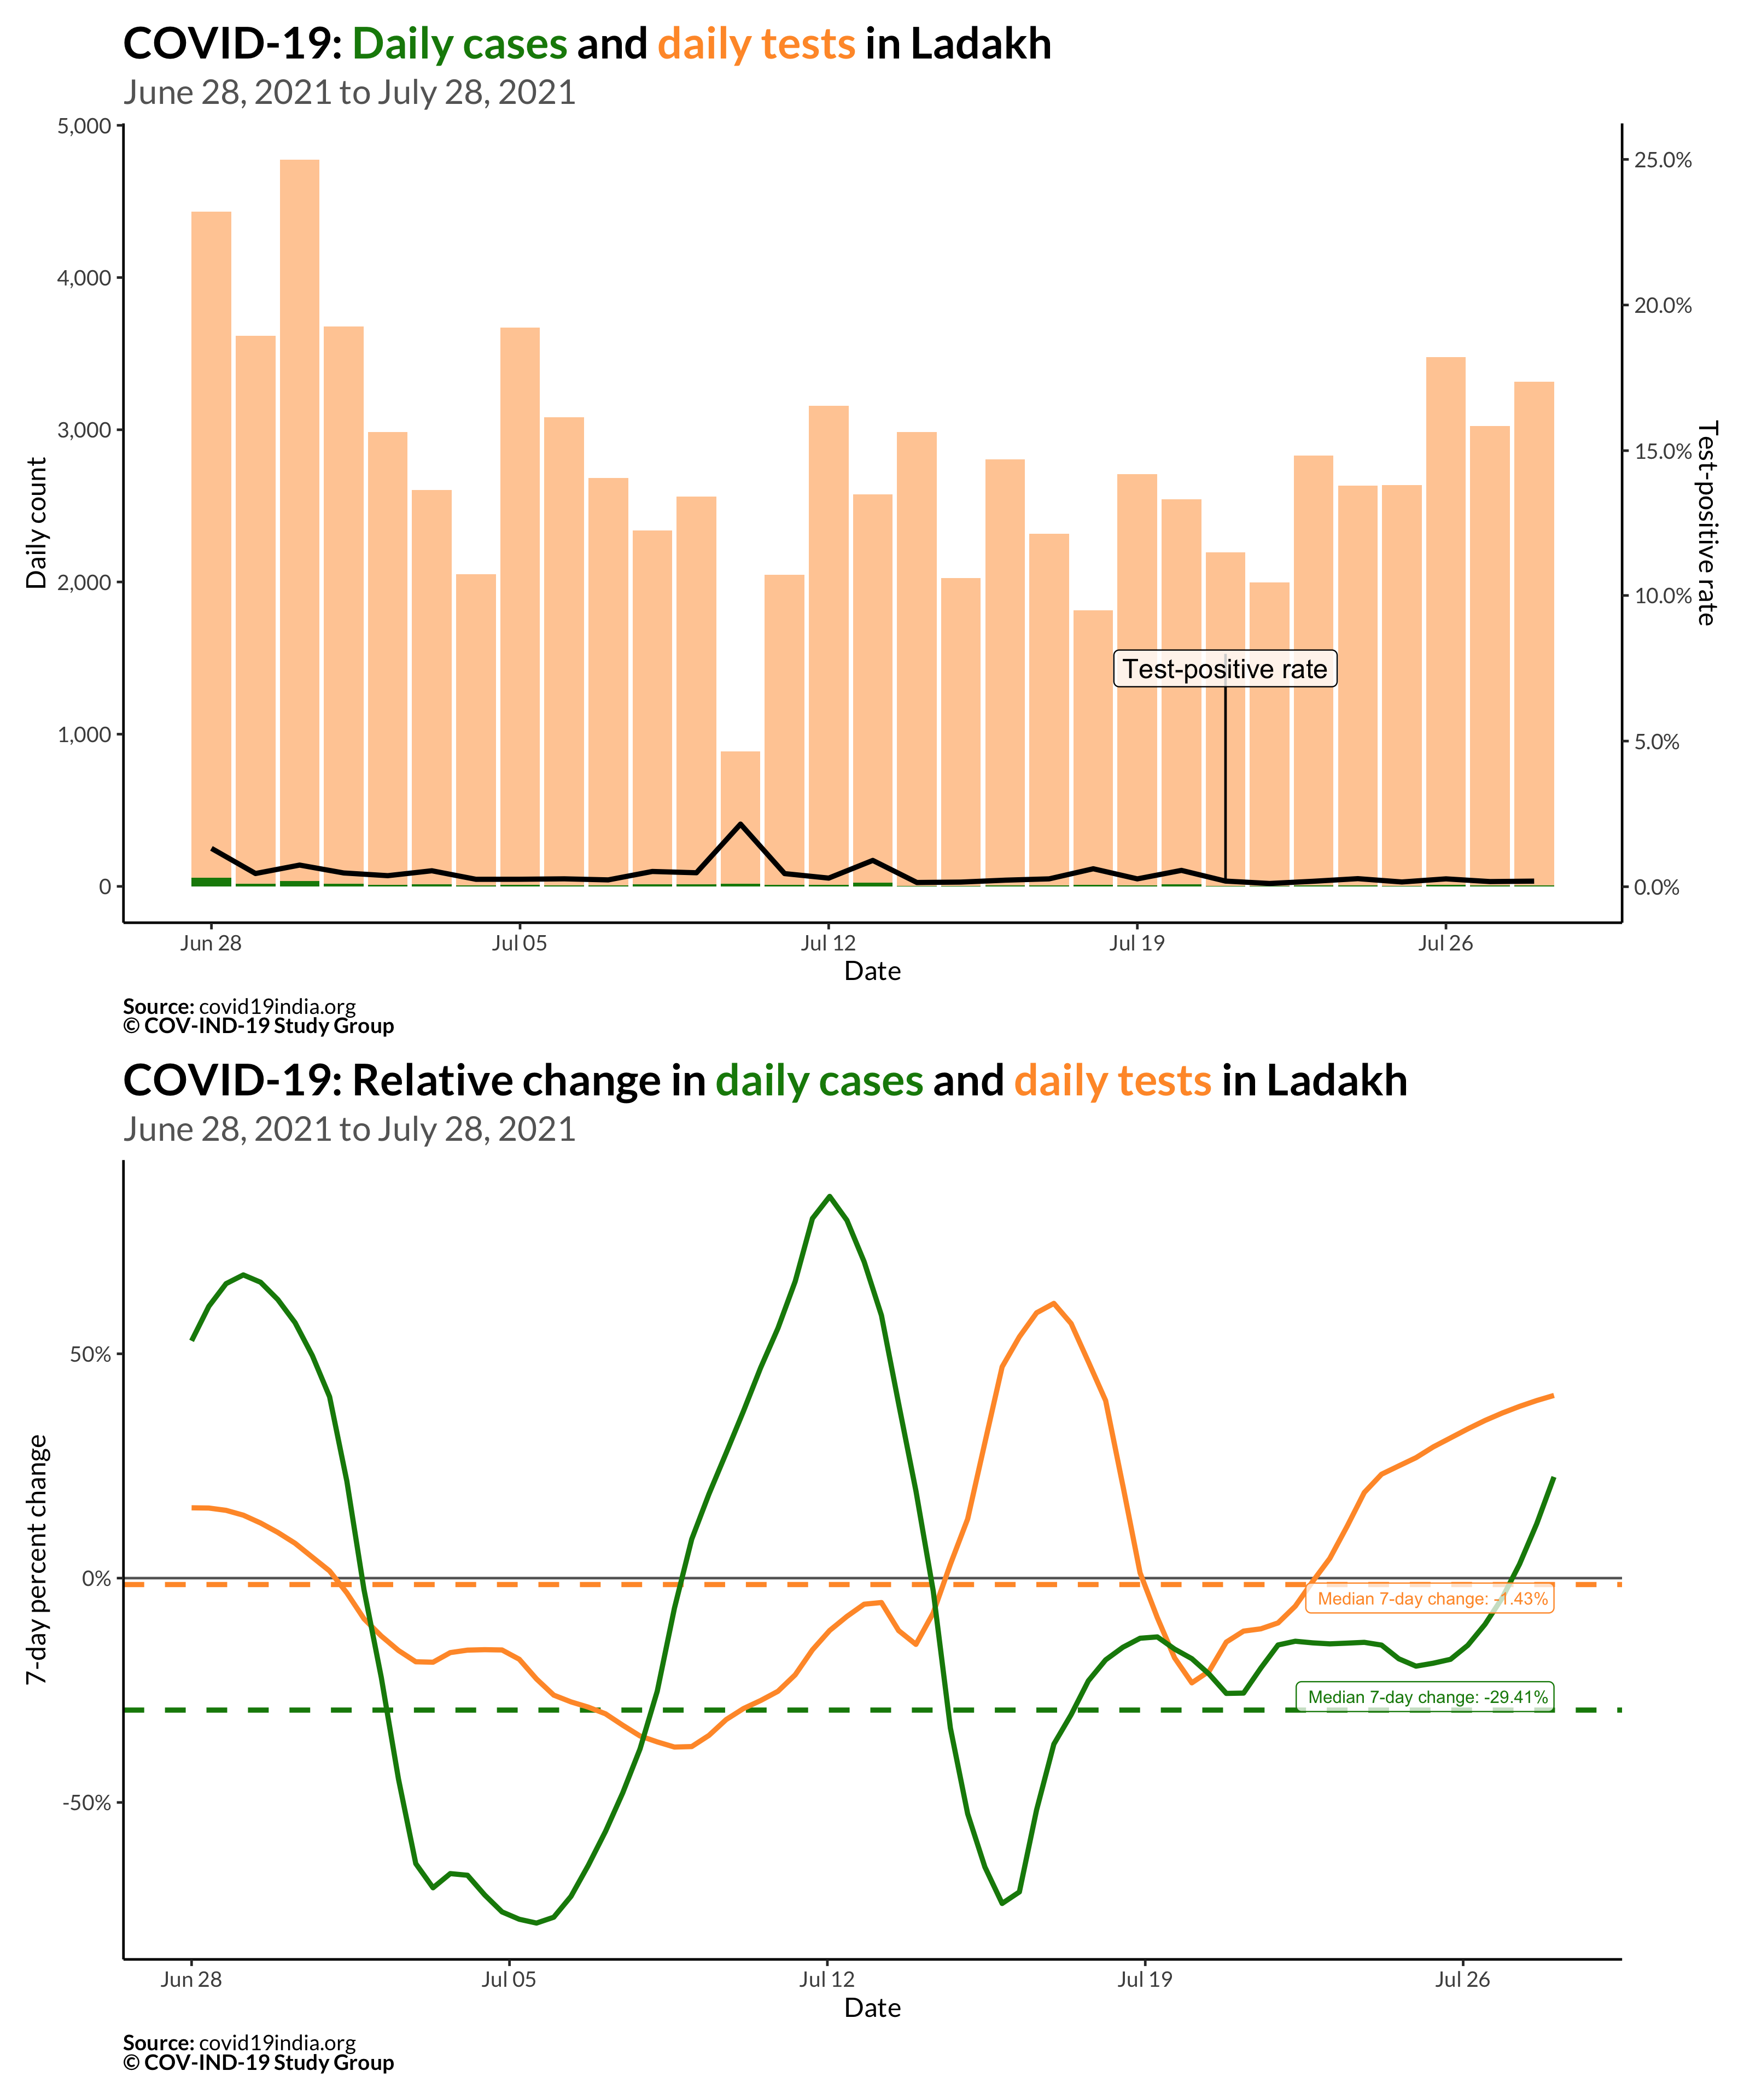 COVID-19: Daily cases and daily tests in Ladakh
June 28, 2021 to July 28, 2021
5,000
4,000
3,000
2,000
1,000
0
Daily count
25.0%
20.0%
15.0%
10.0%
5.0%
0.0%
Test-positive rate
Test-positive rate
Jun 28
Jul 05
Jul 12
Jul 19
Jul 26
Date
Source: covid19india.org
© COV-IND-19 Study Group
COVID-19: Relative change in daily cases and daily tests in Ladakh
June 28, 2021 to July 28, 2021
50%
0%
-50%
7-day percent change
Median 7-day change: -1.43%
Median 7-day change: -29.41%
Jun 28
Jul 05
Jul 12
Jul 19
Jul 26
Date
Source: covid19india.org
© COV-IND-19 Study Group